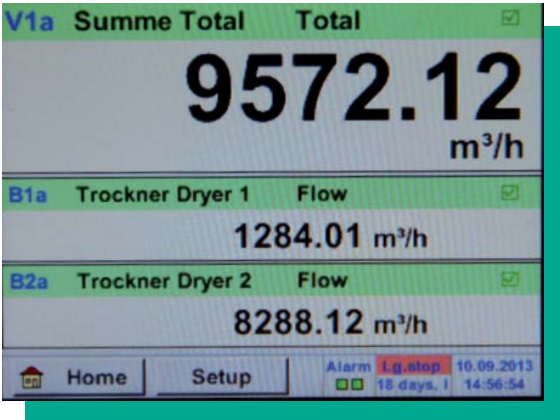 V1a Summe Total Total
9572.12
m³/h
B1a Trockner Dryer 1 Flow
1284.01 m³/h
B2a Trockner Dryer 2 Flow
8288.12 m³/h
Home Setup Alarm Lg.stop 10.09.2013
18 days, 14:56:54